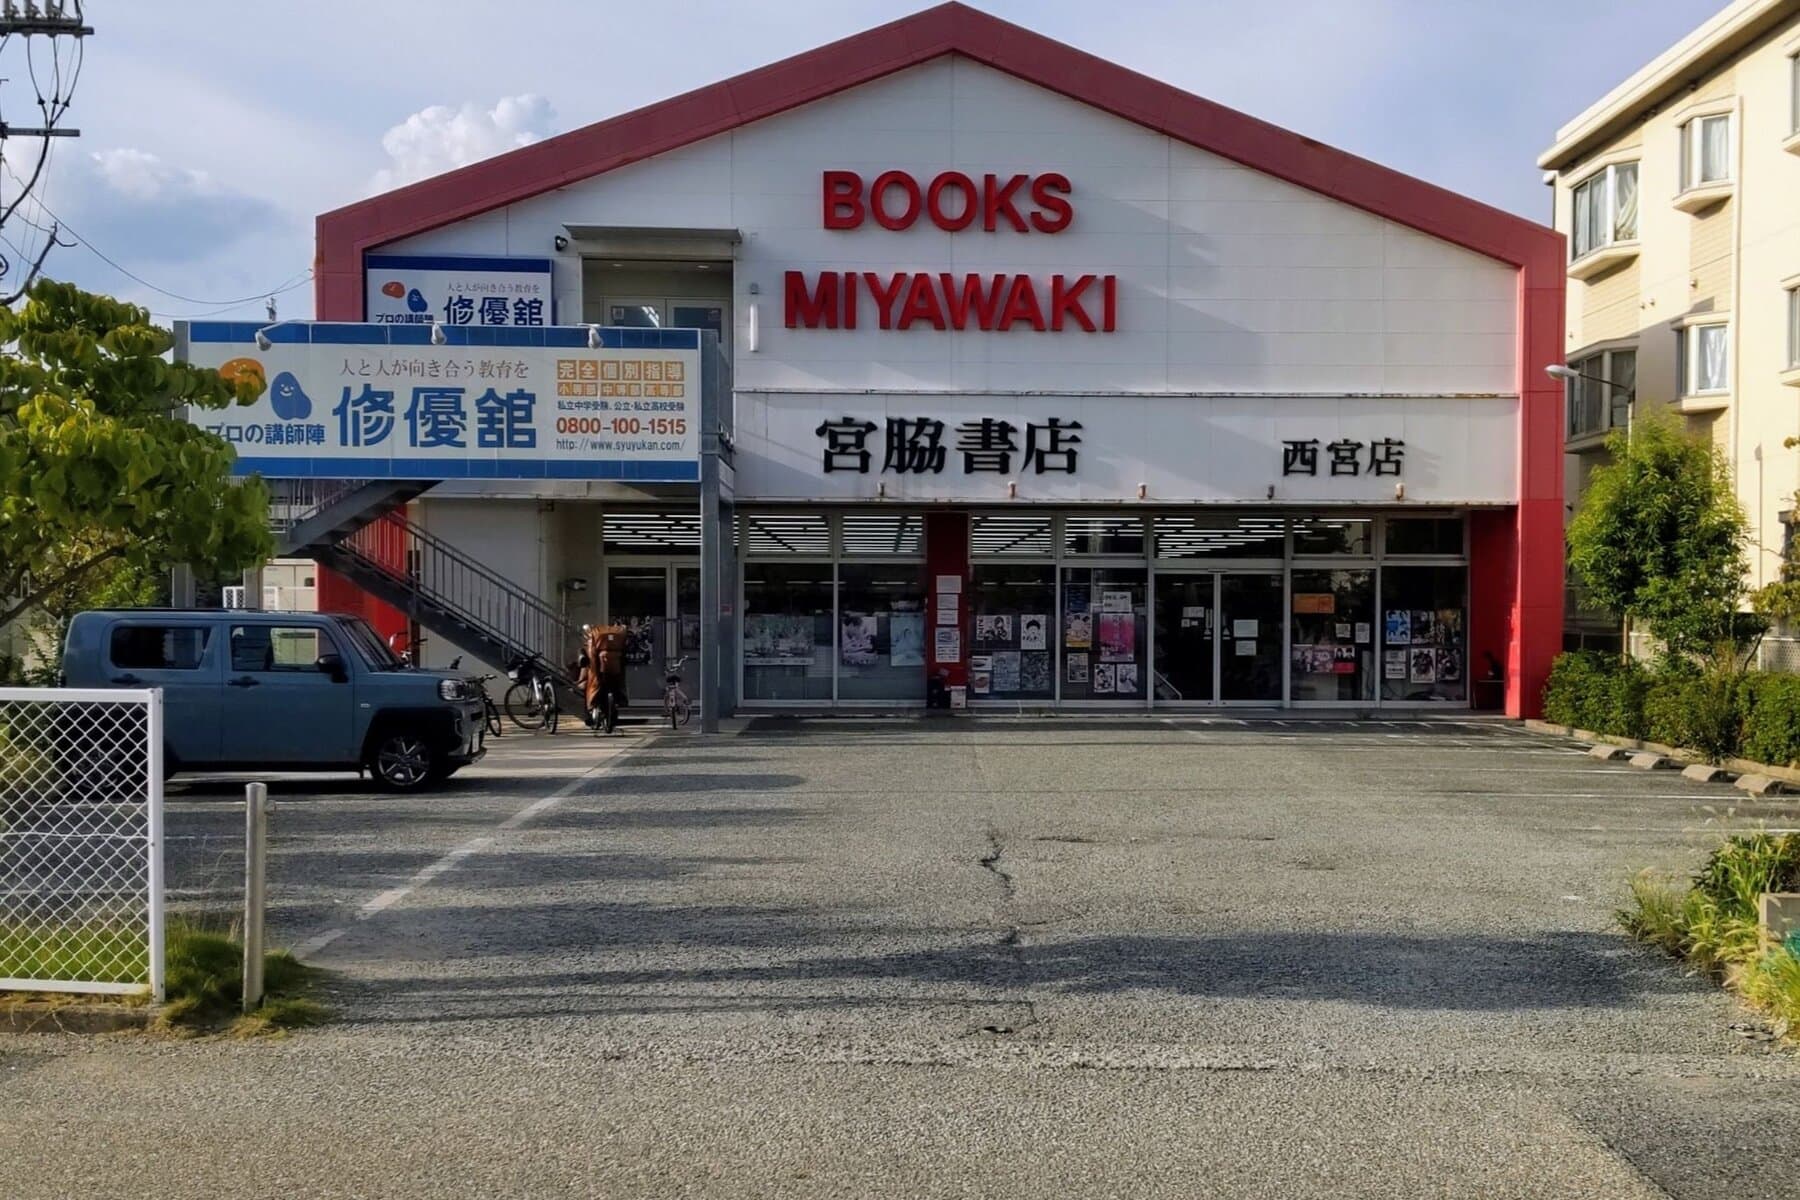 BOOKS
MIYAWAKI
宮脇書店
西宮店
人と人が向き合う教育を
プロの講師陣
修優舘
人と人が向き合う教育を
プロの講師陣
修優舘
完全個別指導
小等部 中等部 高等部
私立中学受験、公立・私立高校受験
0800-100-1515
http://www.syuyukan.com/